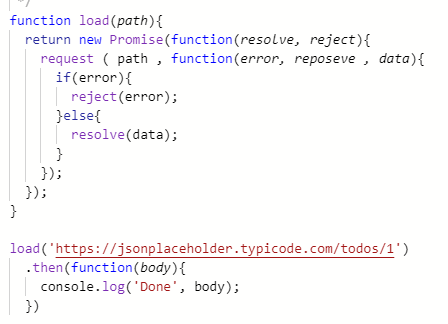 */
function load(path){
  return new Promise(function(resolve, reject){
    request ( path , function(error, reposeve , data){
      if(error){
        reject(error);
      }else{
        resolve(data);
      }
    });
  });
}
load('https://jsonplaceholder.typicode.com/todos/1')
  .then(function(body){
    console.log('Done', body);
  })